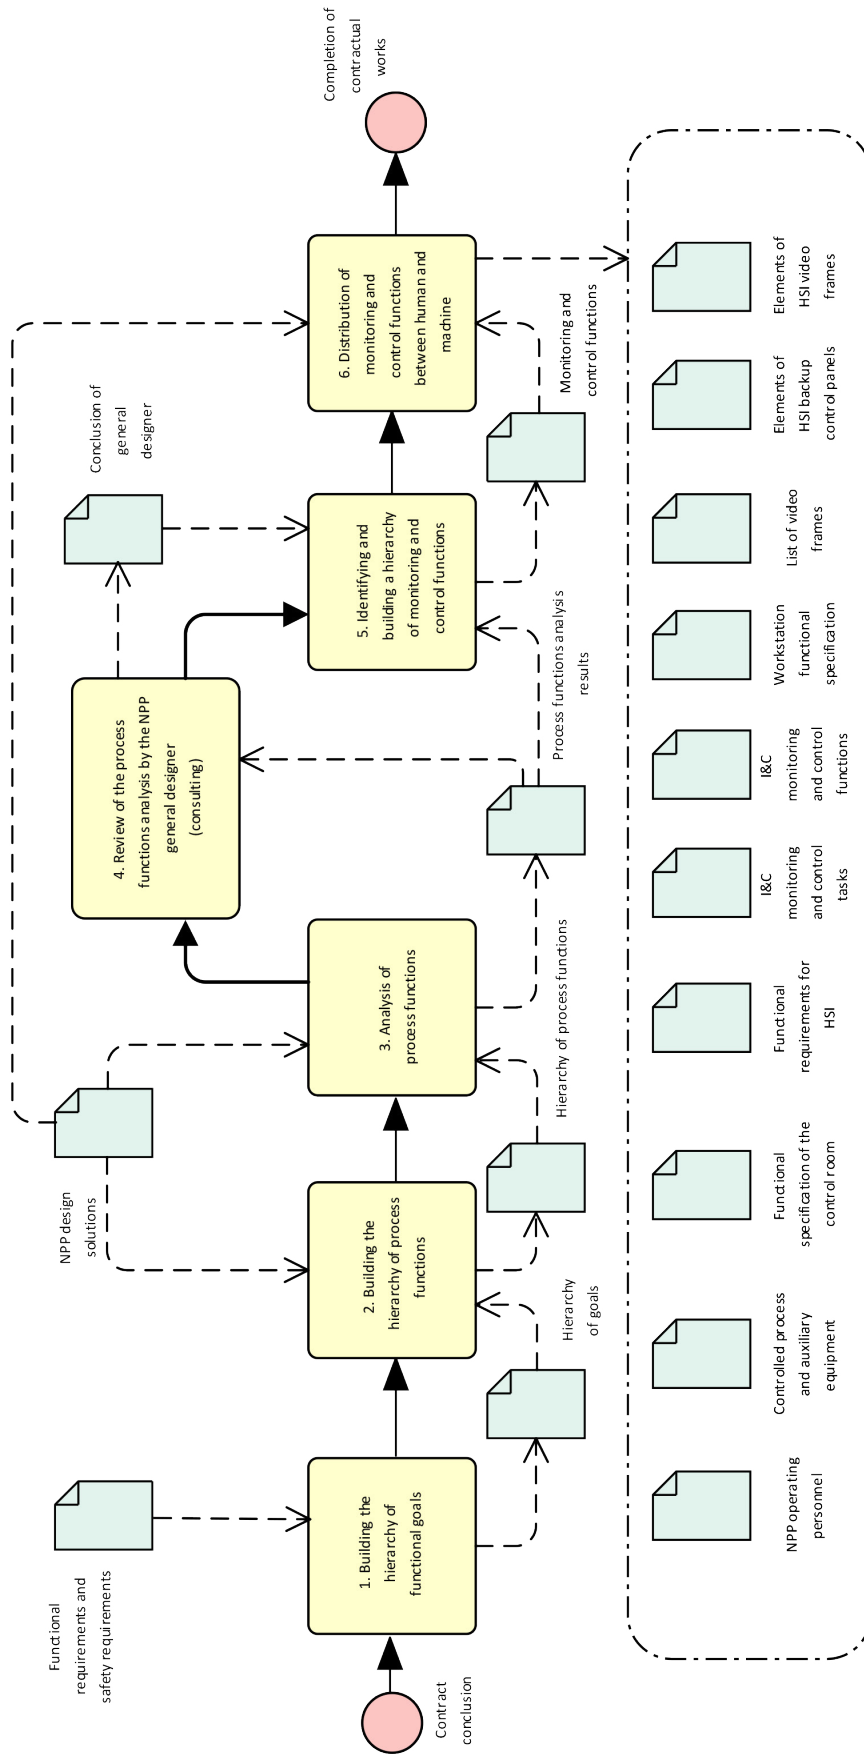 Functional
requirements and
safety requirements
NPP design
solutions
Conclusion of
general
designer
Contract
conclusion
1. Building the
hierarchy of
functional goals
2. Building the
hierarchy of process
functions
3. Analysis of
process functions
4. Review of the process
functions analysis by the NPP
general designer
(consulting)
5. Identifying and
building a hierarchy
of monitoring and
control functions
6. Distribution of
monitoring and
control functions
between human and
machine
Completion of
contractual
works
Hierarchy
of goals
Hierarchy of process functions
Process functions analysis
results
Monitoring and
control functions
NPP operating
personnel
Controlled process
and auxiliary
equipment
Functional
specification of the
control room
Functional
requirements for
HSI
I&C
monitoring
and control
tasks
I&C
monitoring
and control
functions
Workstation
functional
specification
List of video
frames
Elements of
HSI backup
control panels
Elements of
HSI video
frames